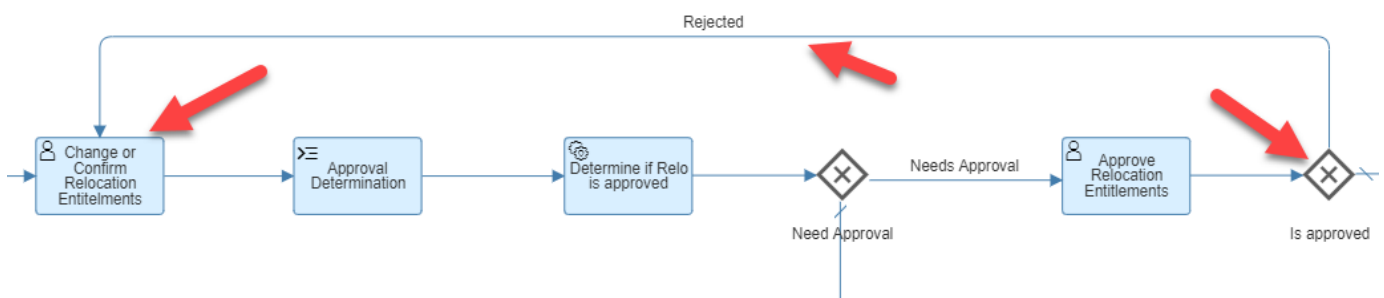 Rejected
Change or
Confirm
Relocation
Entitelments
Approval
Determination
Determine if Relo
is approved
Needs Approval
Approve
Relocation
Entitlements
Need Approval
Is approved